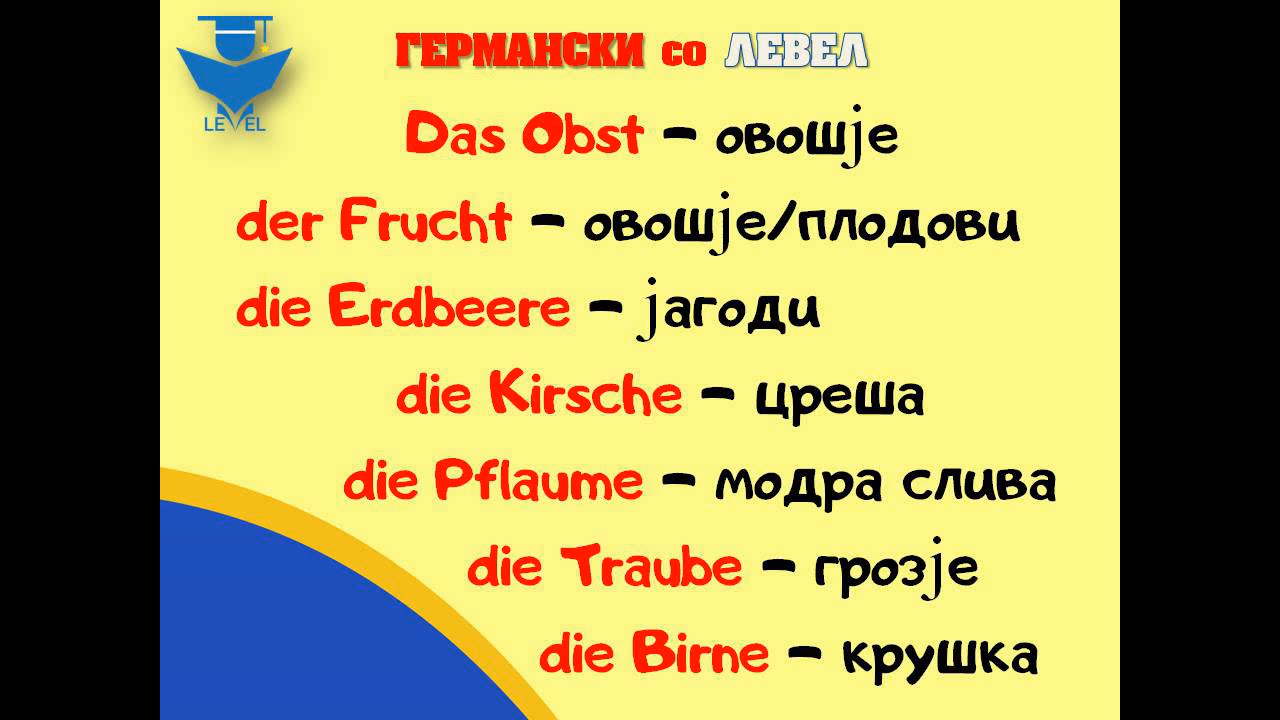 LEVEL
ГЕРМАНСКИ со ЛЕВЕЛ
Das Obst – овошје
der Frucht – овошје/плодови
die Erdbeere – јагоди
die Kirsche – цреша
die Pflaume – модра слива
die Traube – грозје
die Birne – крушка